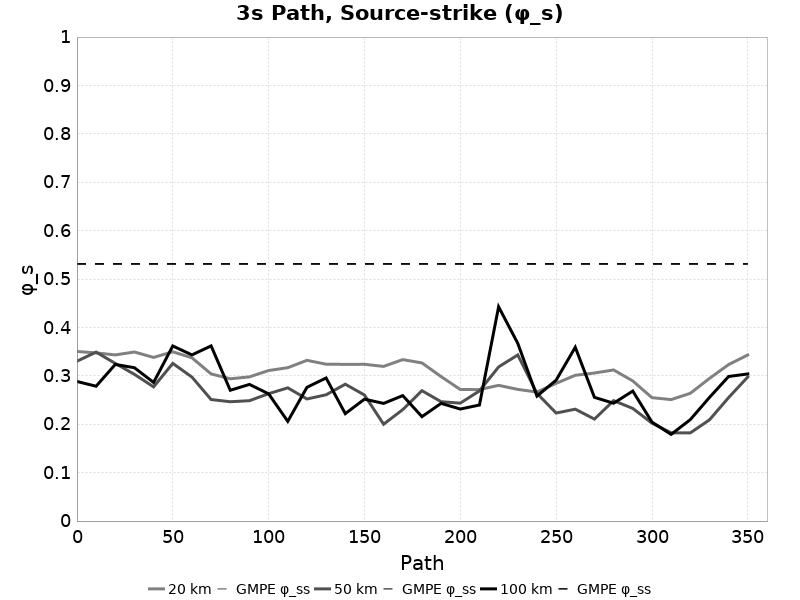 3s Path, Source-strike (φ_s)
1
0.9
0.8
0.7
0.6
0.5
0.4
0.3
0.2
0.1
0
φ_s
0 50 100 150 200 250 300 350
Path
20 km GMPE φ_ss 50 km GMPE φ_ss 100 km GMPE φ_ss